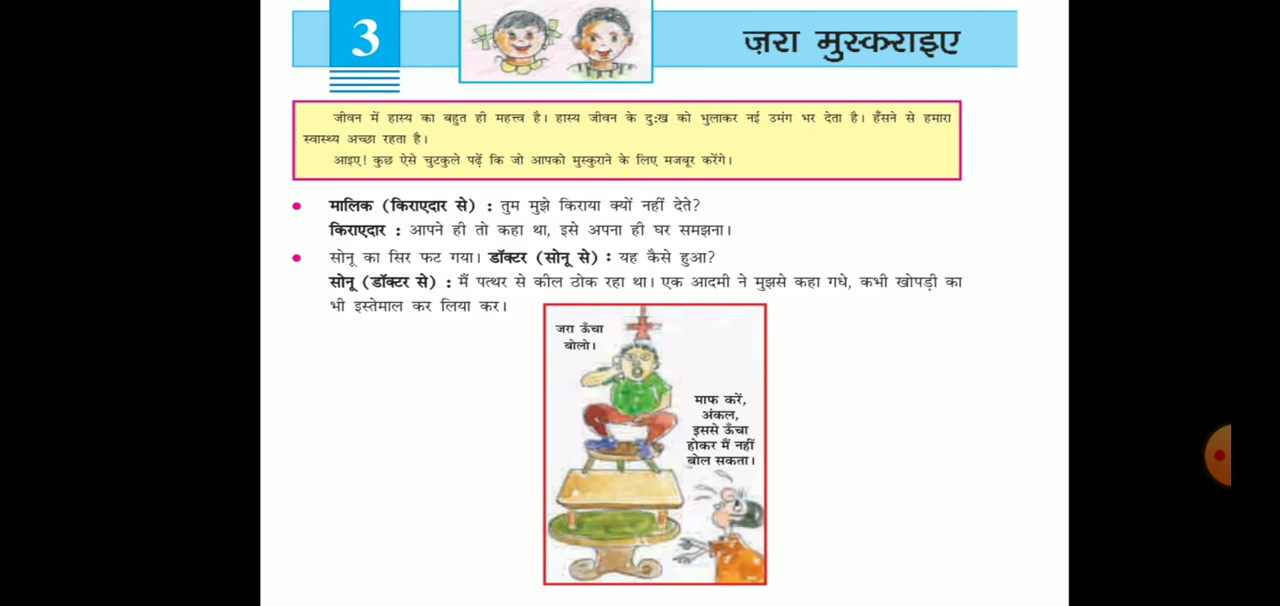 3
ज़रा मुस्कराइए
जीवन में हास्य का बहुत ही महत्त्व है। हास्य जीवन के दुःख को भुलाकर नई उमंग भर देता है। हँसने से हमारा
स्वास्थ्य अच्छा रहता है।
आइए! कुछ ऐसे चुटकुले पढ़ें कि जो आपको मुस्कुराने के लिए मजबूर करेंगे।
• मालिक (किराएदार से) : तुम मुझे किराया क्यों नहीं देते?
किराएदार : आपने ही तो कहा था, इसे अपना ही घर समझना।
• सोनू का सिर फट गया। डॉक्टर (सोनू से) : यह कैसे हुआ?
सोनू (डॉक्टर से) : मैं पत्थर से कील ठोक रहा था। एक आदमी ने मुझसे कहा गधे, कभी खोपड़ी का
भी इस्तेमाल कर लिया कर।
जरा ऊँचा
बोलो।
माफ करें,
अंकल,
इससे ऊँचा
होकर मैं नहीं
बोल सकता।